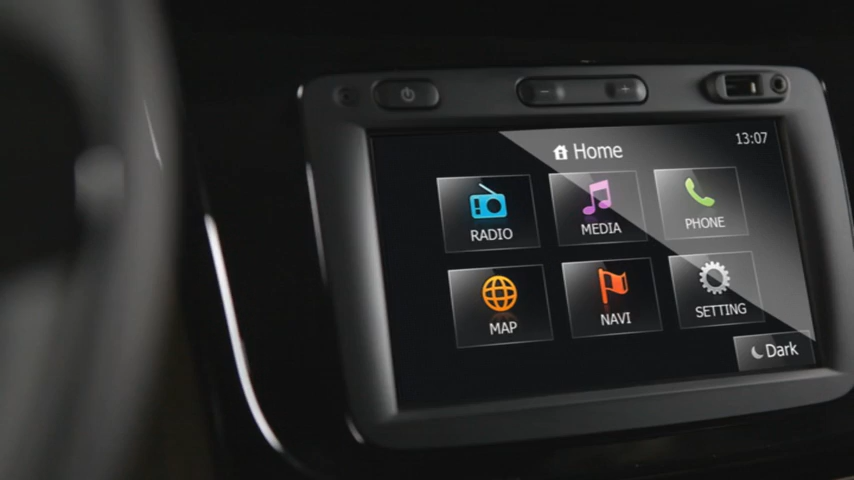 Home
13:07
RADIO
MEDIA
PHONE
MAP
NAVI
SETTING
Dark